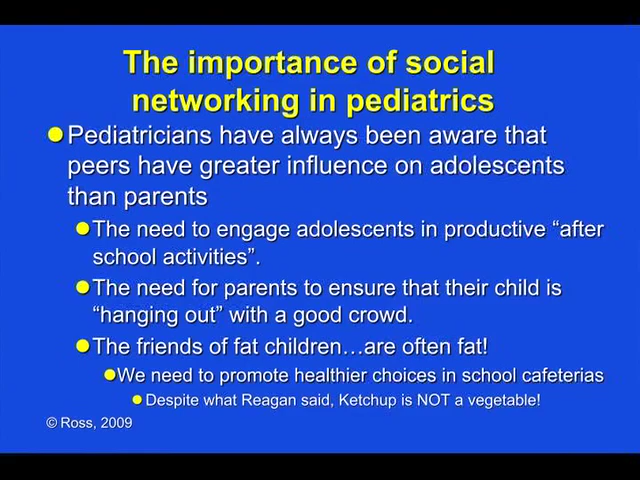 The importance of social
networking in pediatrics
Pediatricians have always been aware that
peers have greater influence on adolescents
than parents
The need to engage adolescents in productive “after
school activities”.
The need for parents to ensure that their child is
“hanging out” with a good crowd.
The friends of fat children…are often fat!
We need to promote healthier choices in school cafeterias
Despite what Reagan said, Ketchup is NOT a vegetable!
© Ross, 2009